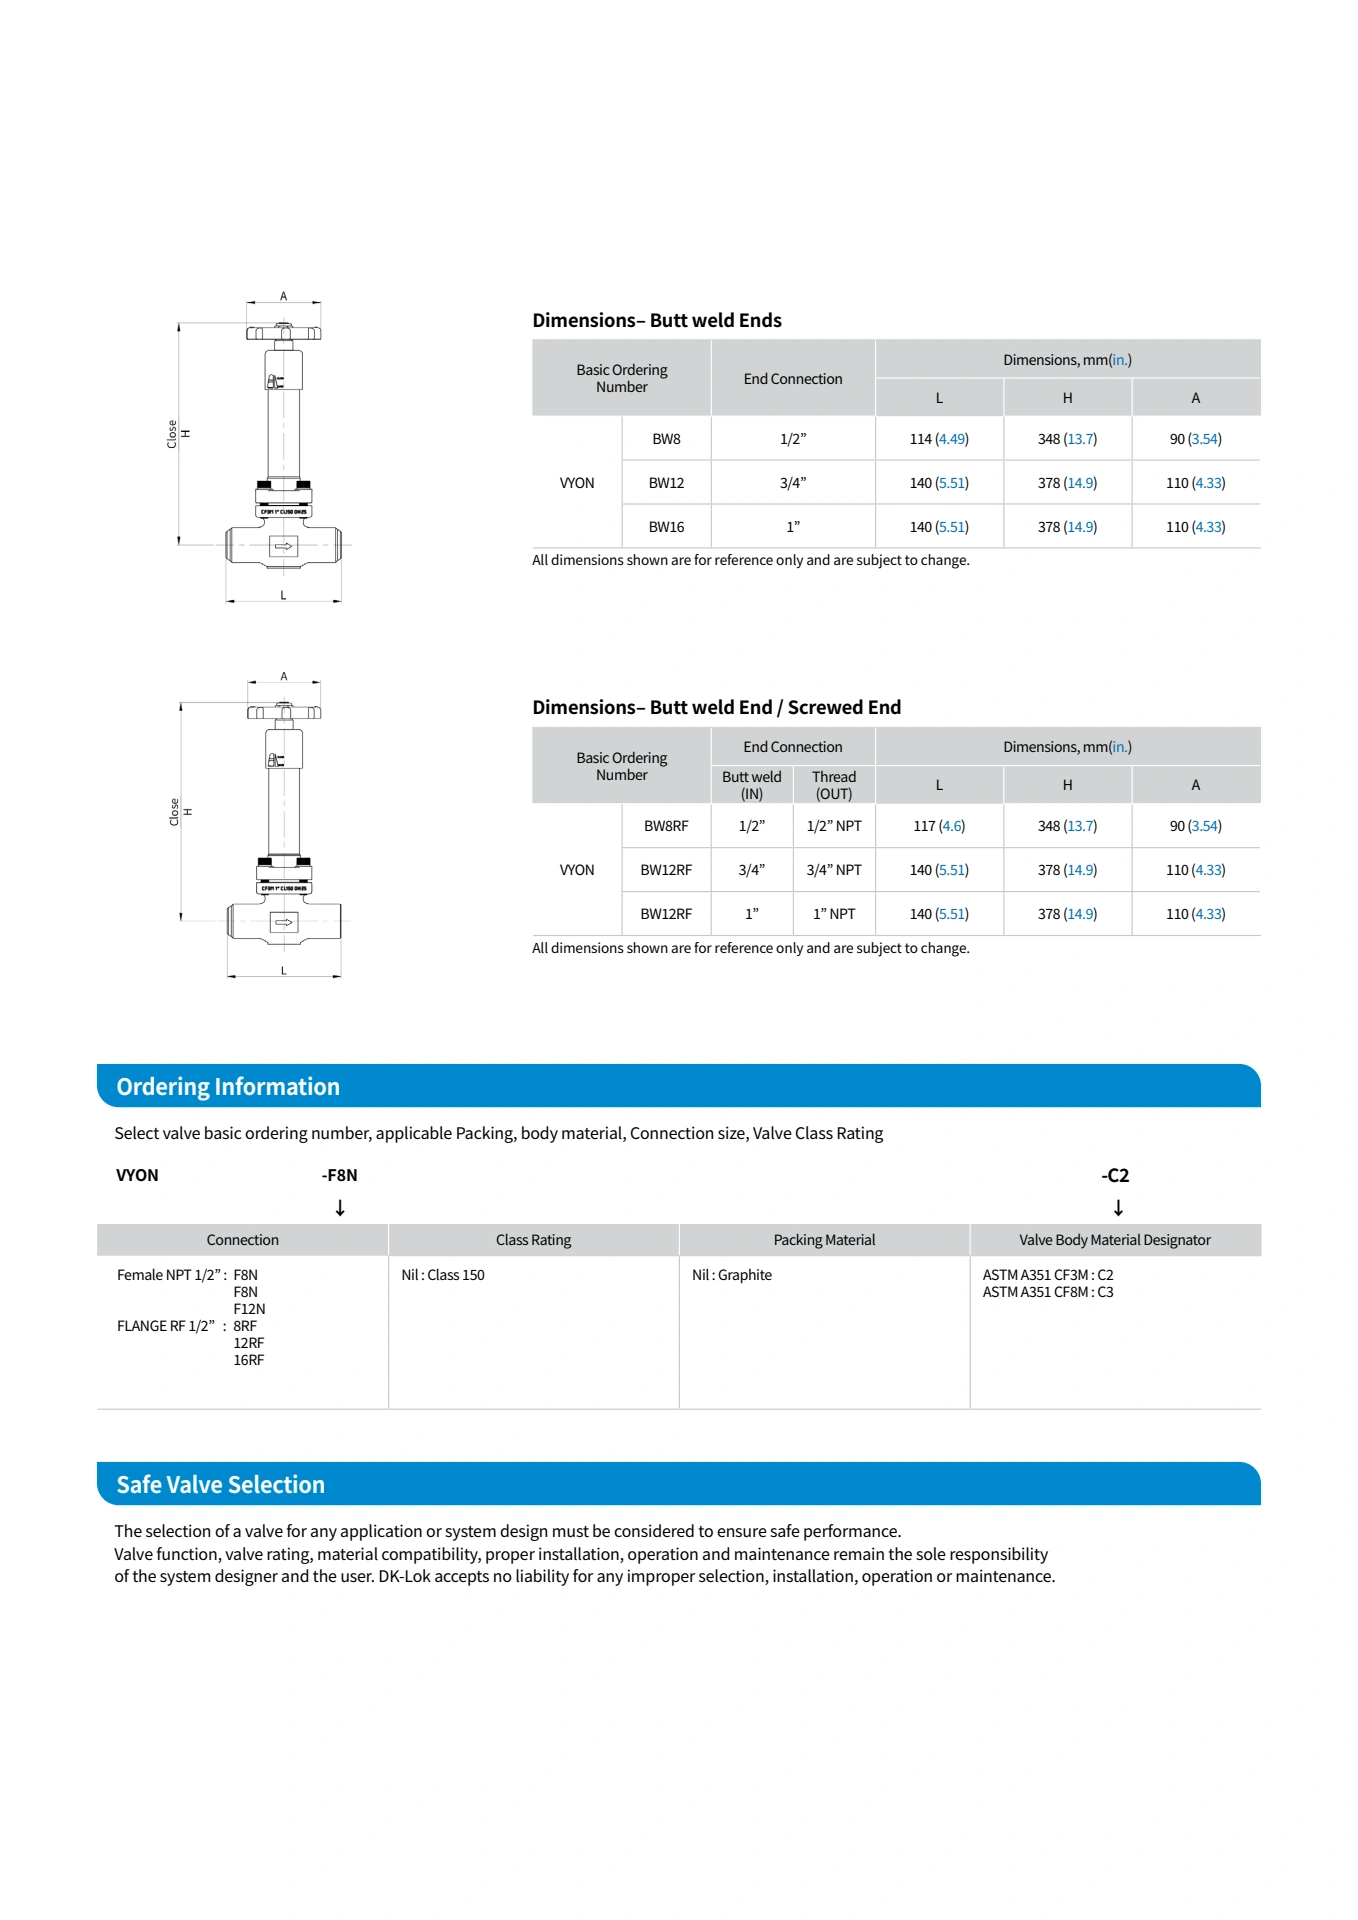 A
Close
H
CF3M 1" CL150 DN25
L
Dimensions– Butt weld Ends
Basic Ordering
Number
End Connection
Dimensions, mm(in.)
L H A
VYON
BW8 1/2” 114 (4.49) 348 (13.7) 90 (3.54)
BW12 3/4” 140 (5.51) 378 (14.9) 110 (4.33)
BW16 1” 140 (5.51) 378 (14.9) 110 (4.33)
All dimensions shown are for reference only and are subject to change.
A
Close
H
CF3M 1" CL150 DN25
L
Dimensions– Butt weld End / Screwed End
Basic Ordering
Number
End Connection
Dimensions, mm(in.)
Butt weld
(IN)
Thread
(OUT)
L H A
VYON
BW8RF 1/2” 1/2” NPT 117 (4.6) 348 (13.7) 90 (3.54)
BW12RF 3/4” 3/4” NPT 140 (5.51) 378 (14.9) 110 (4.33)
BW12RF 1” 1” NPT 140 (5.51) 378 (14.9) 110 (4.33)
All dimensions shown are for reference only and are subject to change.
Ordering Information
Select valve basic ordering number, applicable Packing, body material, Connection size, Valve Class Rating
VYON -F8N -C2
↓ ↓
Connection Class Rating Packing Material Valve Body Material Designator
Female NPT 1/2” : F8N
F8N
F12N
FLANGE RF 1/2” : 8RF
12RF
16RF
Nil : Class 150
Nil : Graphite
ASTM A351 CF3M : C2
ASTM A351 CF8M : C3
Safe Valve Selection
The selection of a valve for any application or system design must be considered to ensure safe performance.
Valve function, valve rating, material compatibility, proper installation, operation and maintenance remain the sole responsibility
of the system designer and the user. DK-Lok accepts no liability for any improper selection, installation, operation or maintenance.